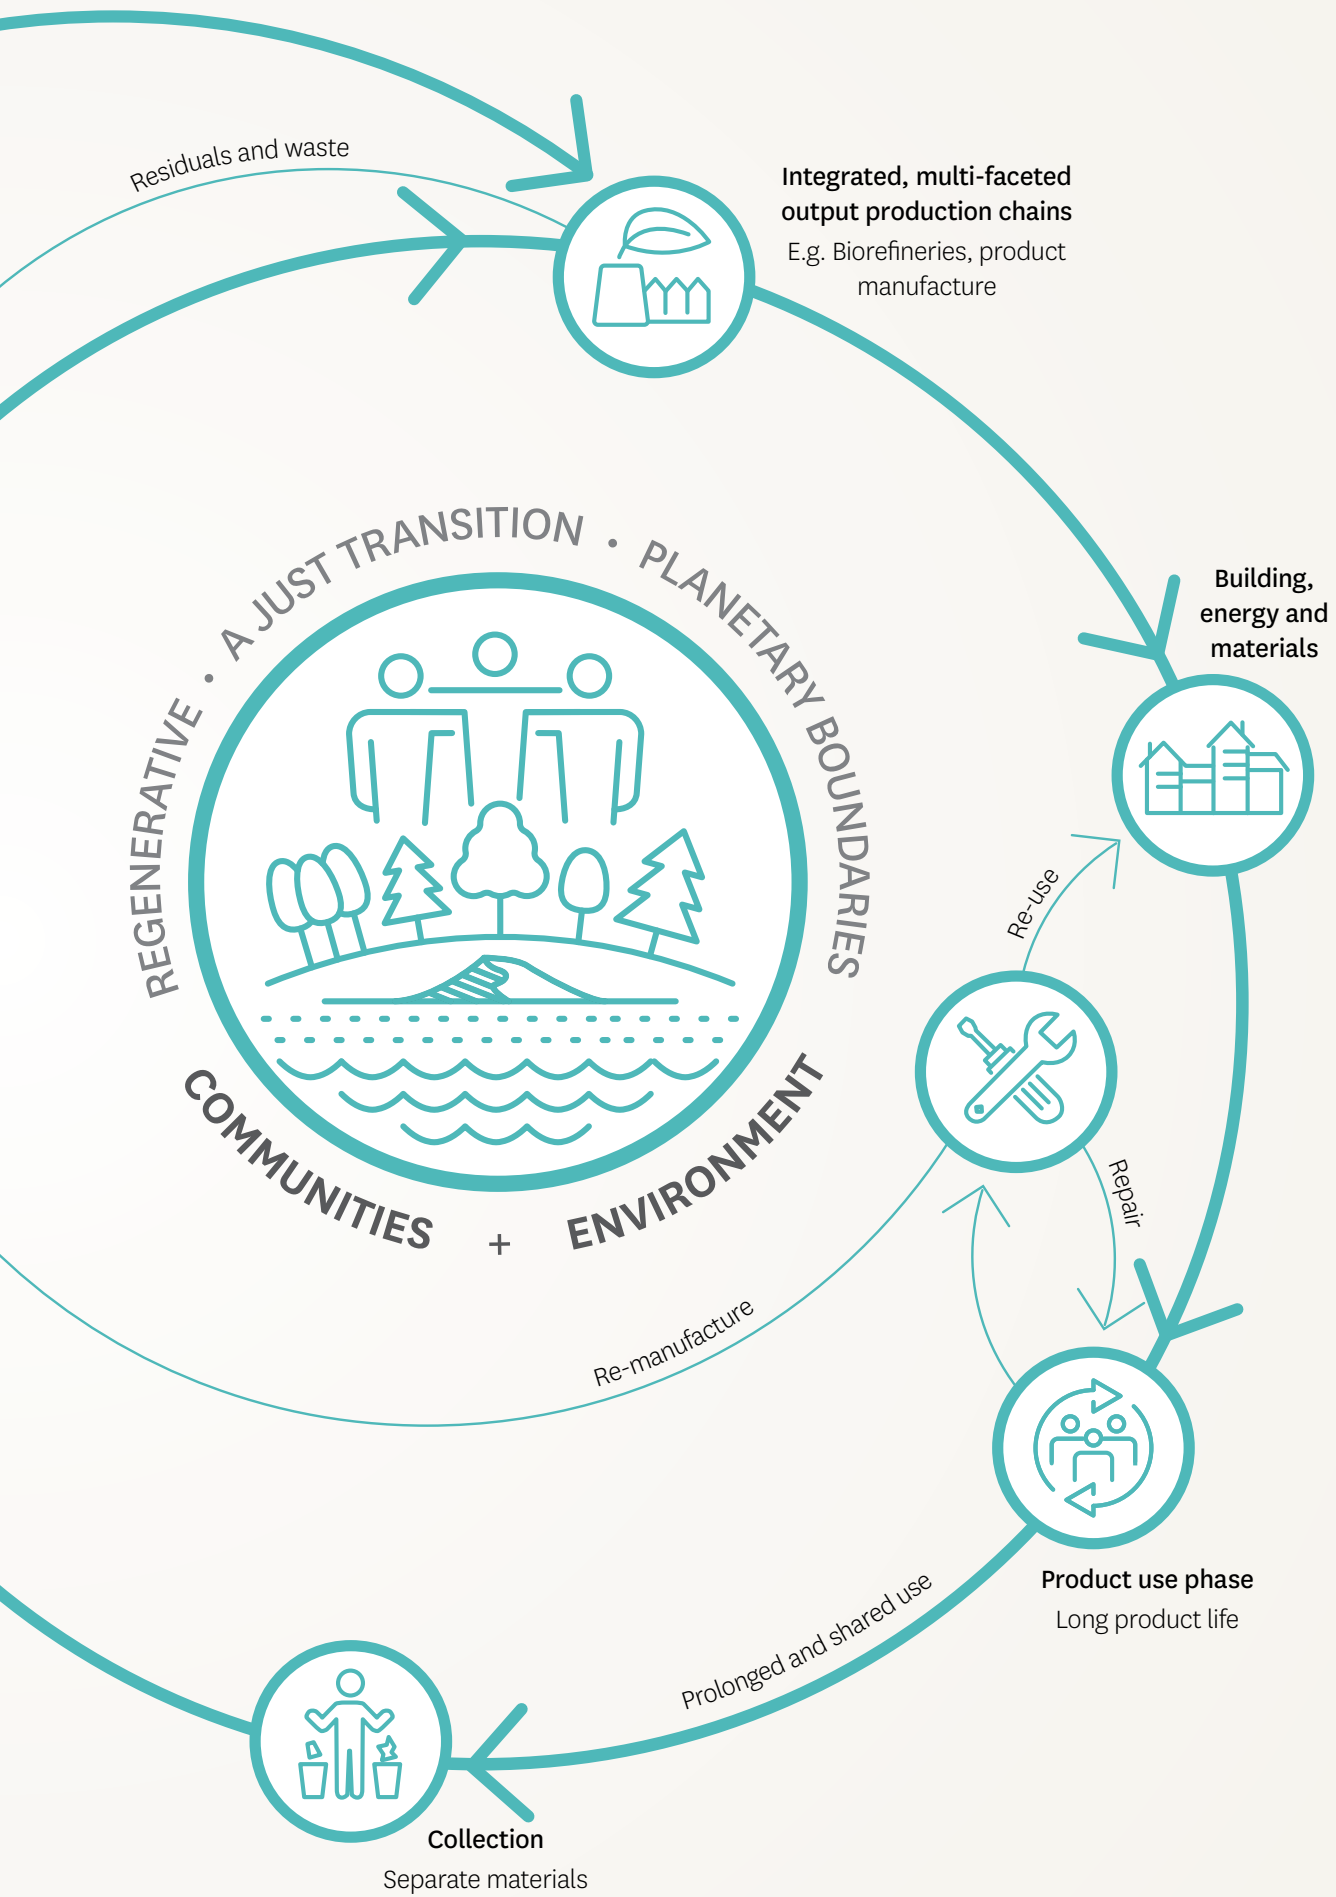 Residuals and waste
Integrated, multi-faceted
output production chains
E.g. Biorefineries, product
manufacture
REGENERATIVE • A JUST TRANSITION • PLANETARY BOUNDARIES
Building,
energy and
materials
Re-use
COMMUNITIES + ENVIRONMENT
Repair
Re-manufacture
Product use phase
Long product life
Prolonged and shared use
Collection
Separate materials